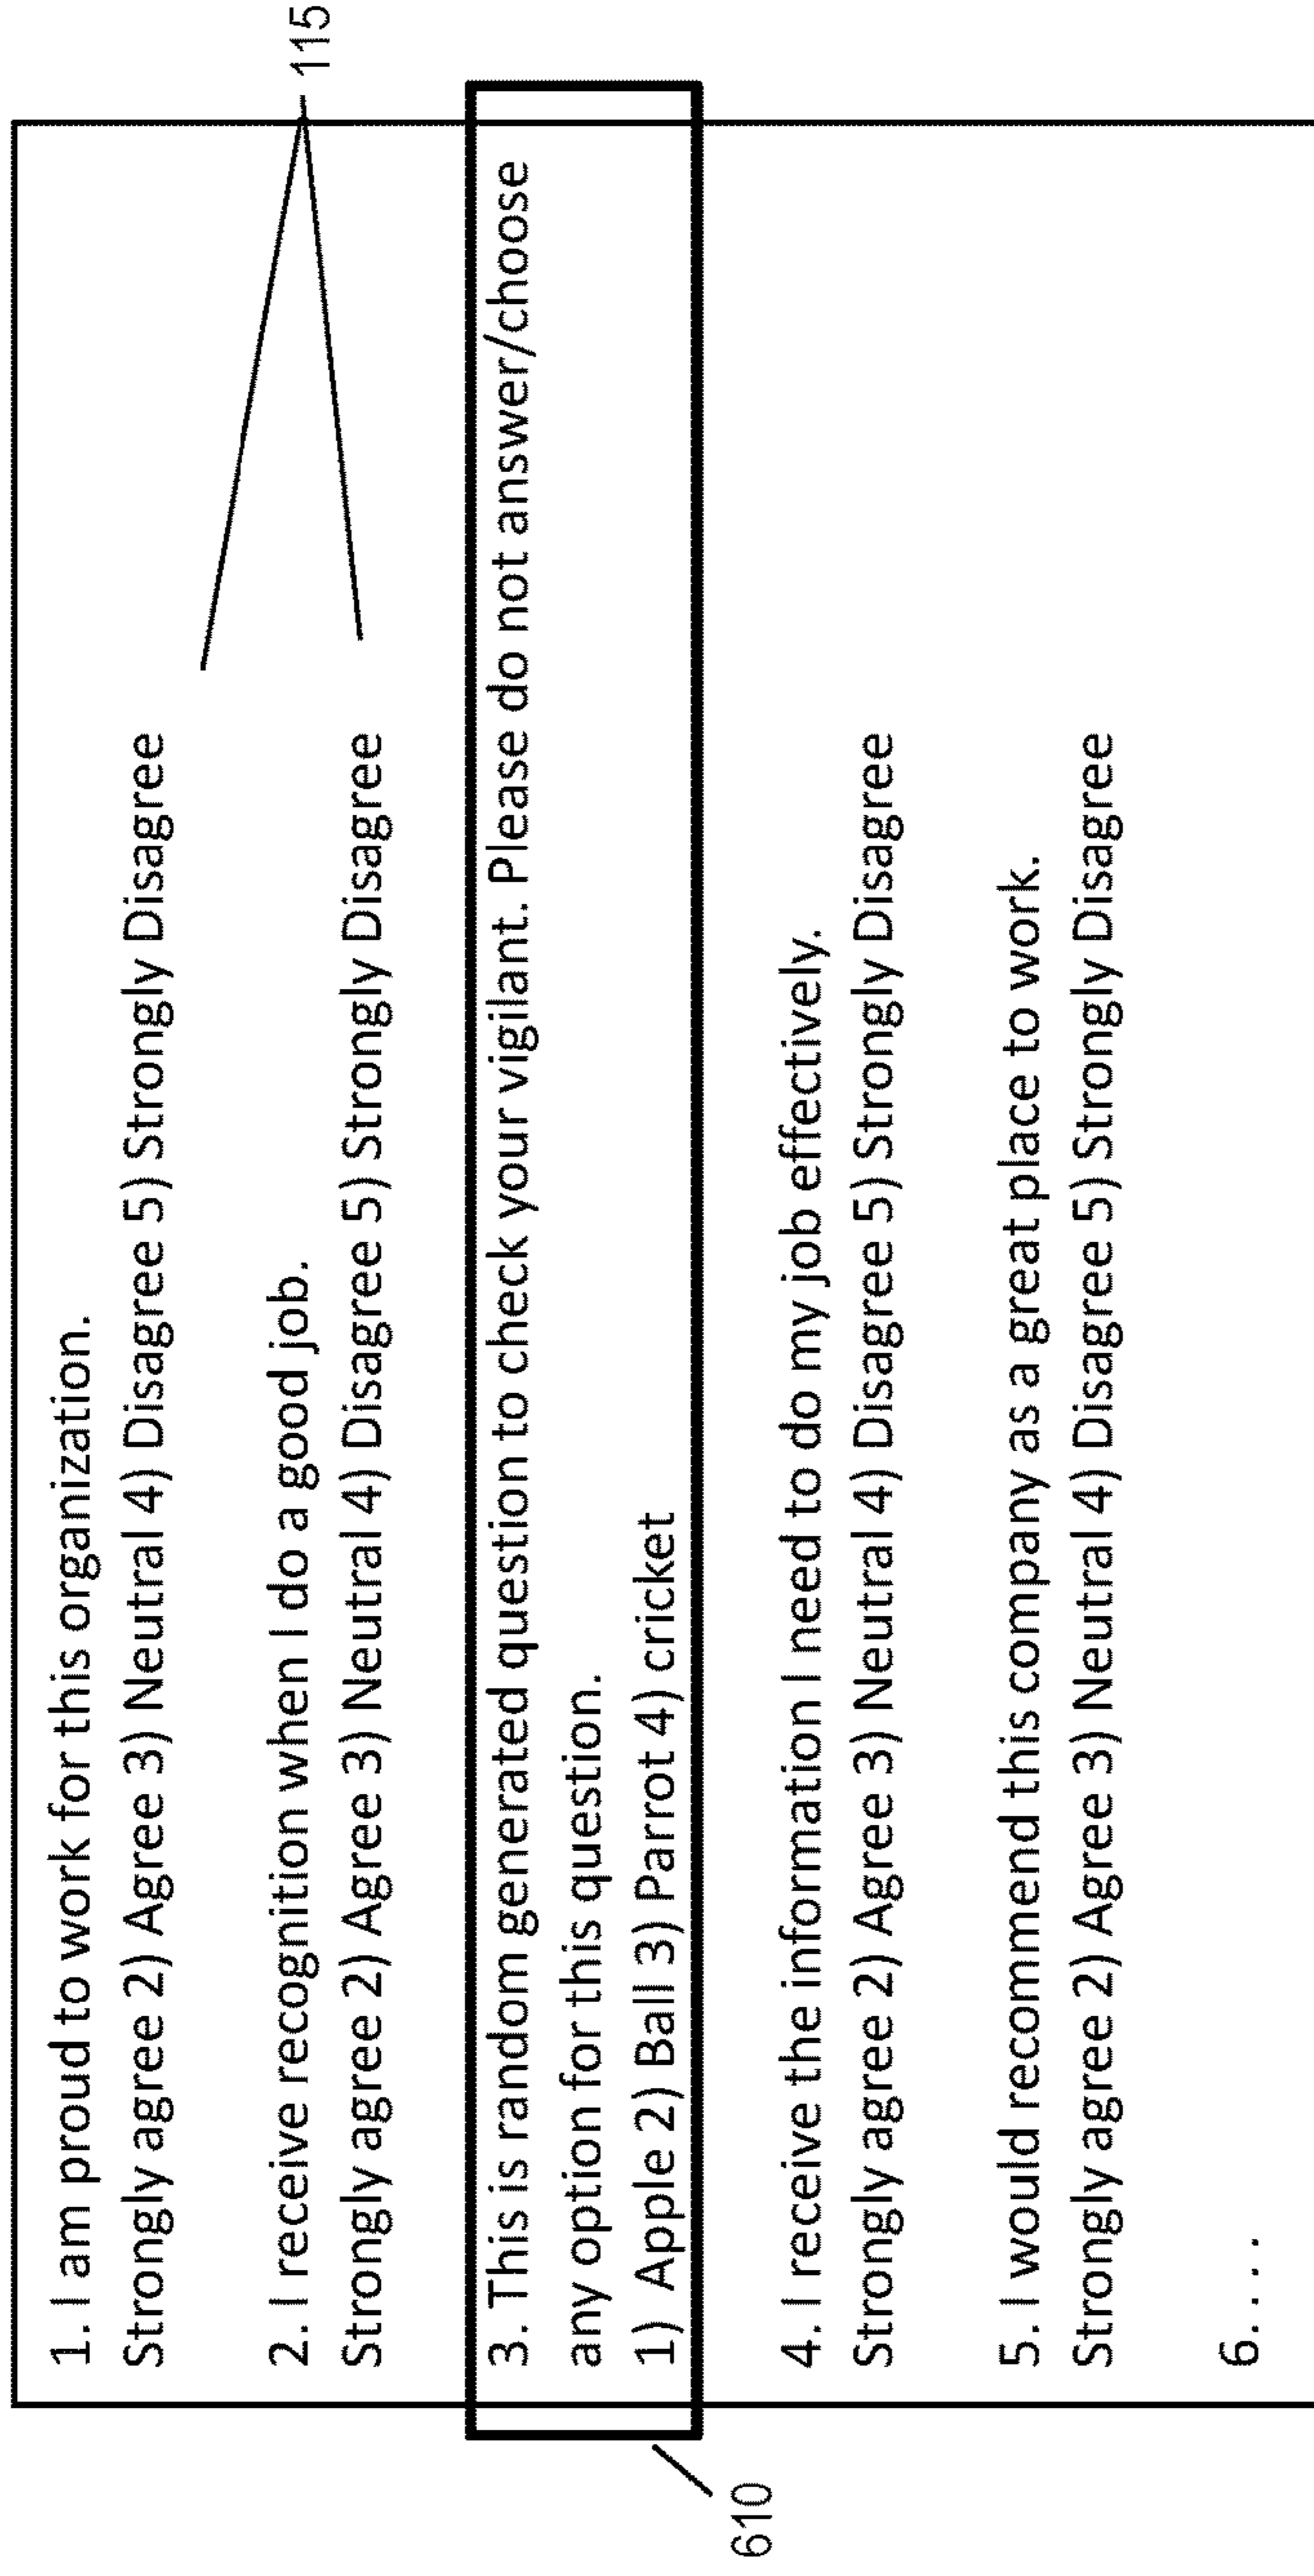 1. I am proud to work for this organization.
Strongly agree 2) Agree 3) Neutral 4) Disagree 5) Strongly Disagree
115
2. I receive recognition when I do a good job.
Strongly agree 2) Agree 3) Neutral 4) Disagree 5) Strongly Disagree
3. This is random generated question to check your vigilant. Please do not answer/choose
any option for this question.
1) Apple 2) Ball 3) Parrot 4) cricket
610
4. I receive the information I need to do my job effectively.
Strongly agree 2) Agree 3) Neutral 4) Disagree 5) Strongly Disagree
5. I would recommend this company as a great place to work.
Strongly agree 2) Agree 3) Neutral 4) Disagree 5) Strongly Disagree
6. . . .